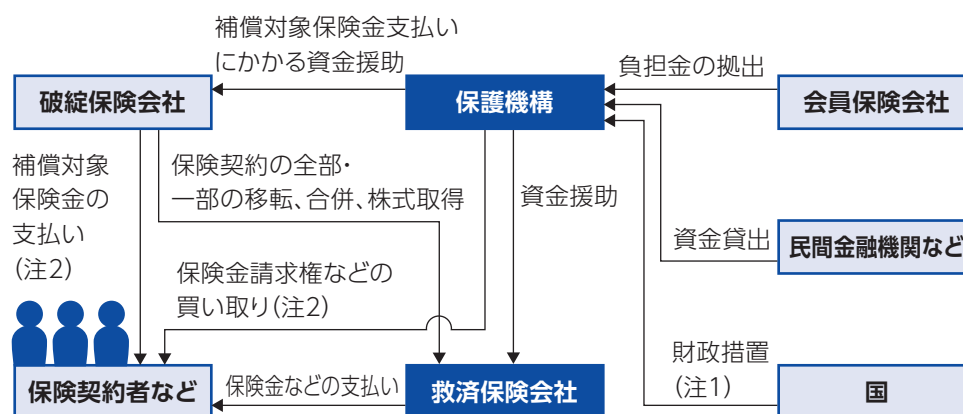 補償対象保険金支払い
にかかる資金援助
負担金の拠出
破綻保険会社
保護機構
会員保険会社
補償対象
保険金の
支払い
(注2)
保険契約の全部・
一部の移転、合併、株式取得
資金援助
資金貸出
民間金融機関など
保険金請求権などの
買い取り(注2)
財政措置
(注1)
保険契約者など
保険金などの支払い
救済保険会社
国